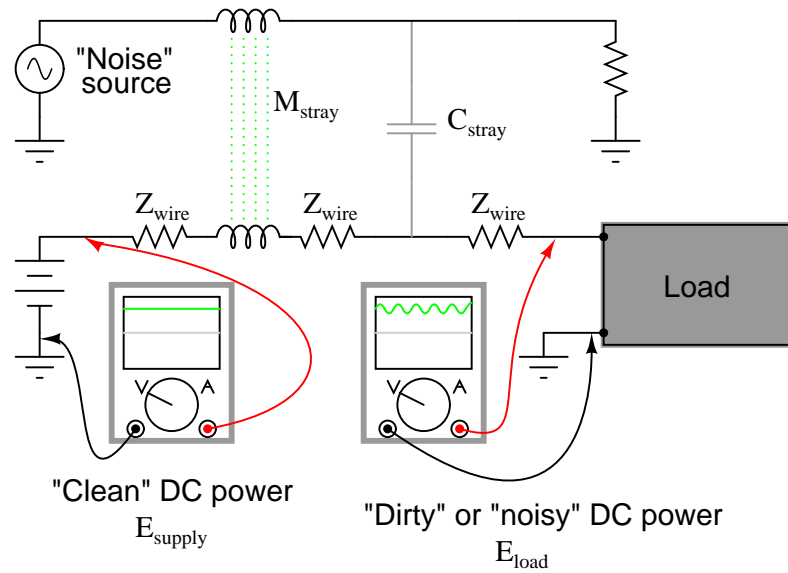 "Noise"
source
M stray
C stray
Z wire
Z wire
Z wire
Load
V A
V A
"Clean" DC power
E supply
"Dirty" or "noisy" DC power
E load